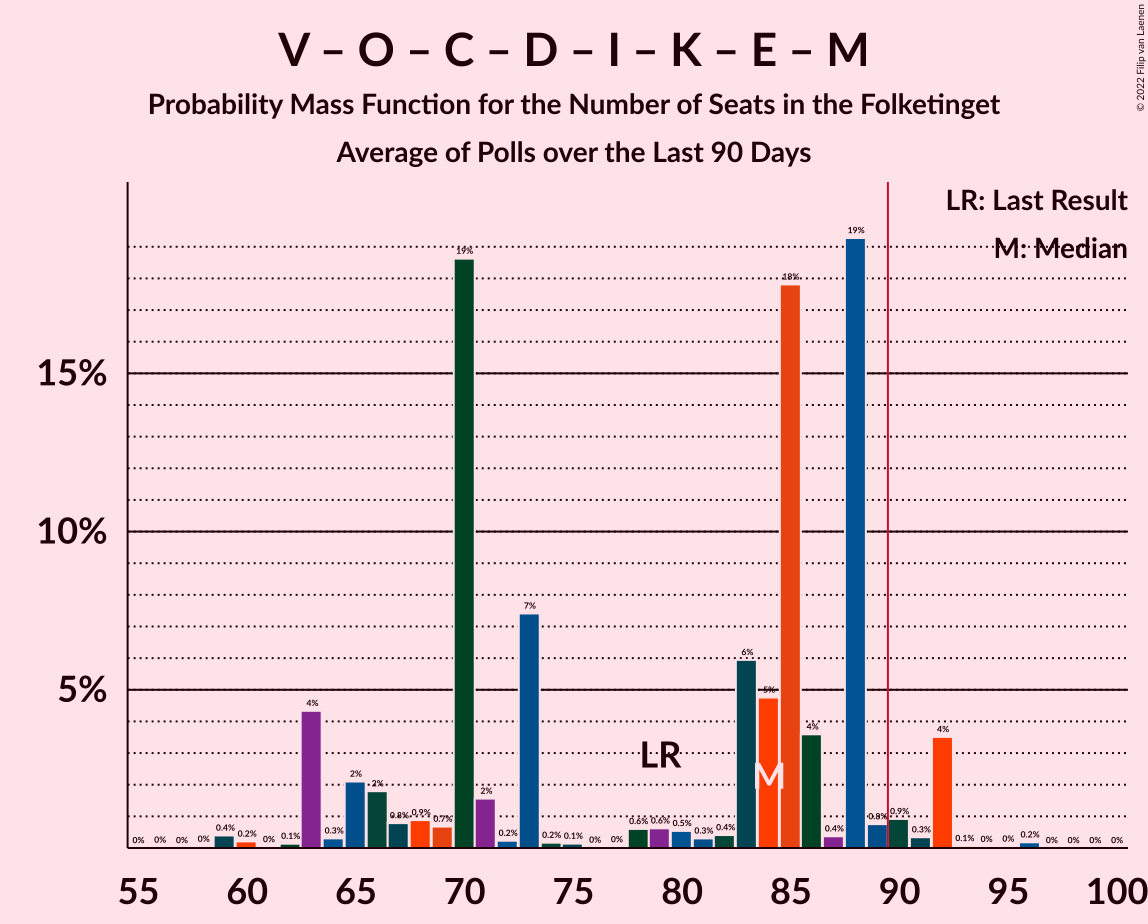 V – O – C – D – I – K – E – M
Probability Mass Function for the Number of Seats in the Folketinget
Average of Polls over the Last 90 Days
© 2022 Filip van Laenen
LR: Last Result
M: Median
15%
10%
5%
0% 0% 0% 0% 0.4% 0.2% 0% 0.1% 4% 0.3% 2% 2% 0.8% 0.9% 0.7% 19% 2% 0.2% 7% 0.2% 0.1% 0% 0% 0.6% 0.6% 0.5% 0.3% 0.4% 6% 5% 18% 4% 0.4% 19% 0.8% 0.9% 0.3% 4% 0.1% 0% 0% 0.2% 0% 0% 0% 0%
LR
M
55 60 65 70 75 80 85 90 95 100